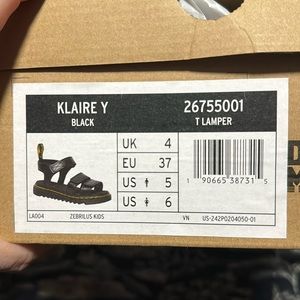 KLAIRE Y
BLACK
26755001
T LAMPER
UK 4
EU 37
US 5
US 6
1 90665 38731 5
LA004
ZEBRILUS KIDS
VN
US-242P0204050-01